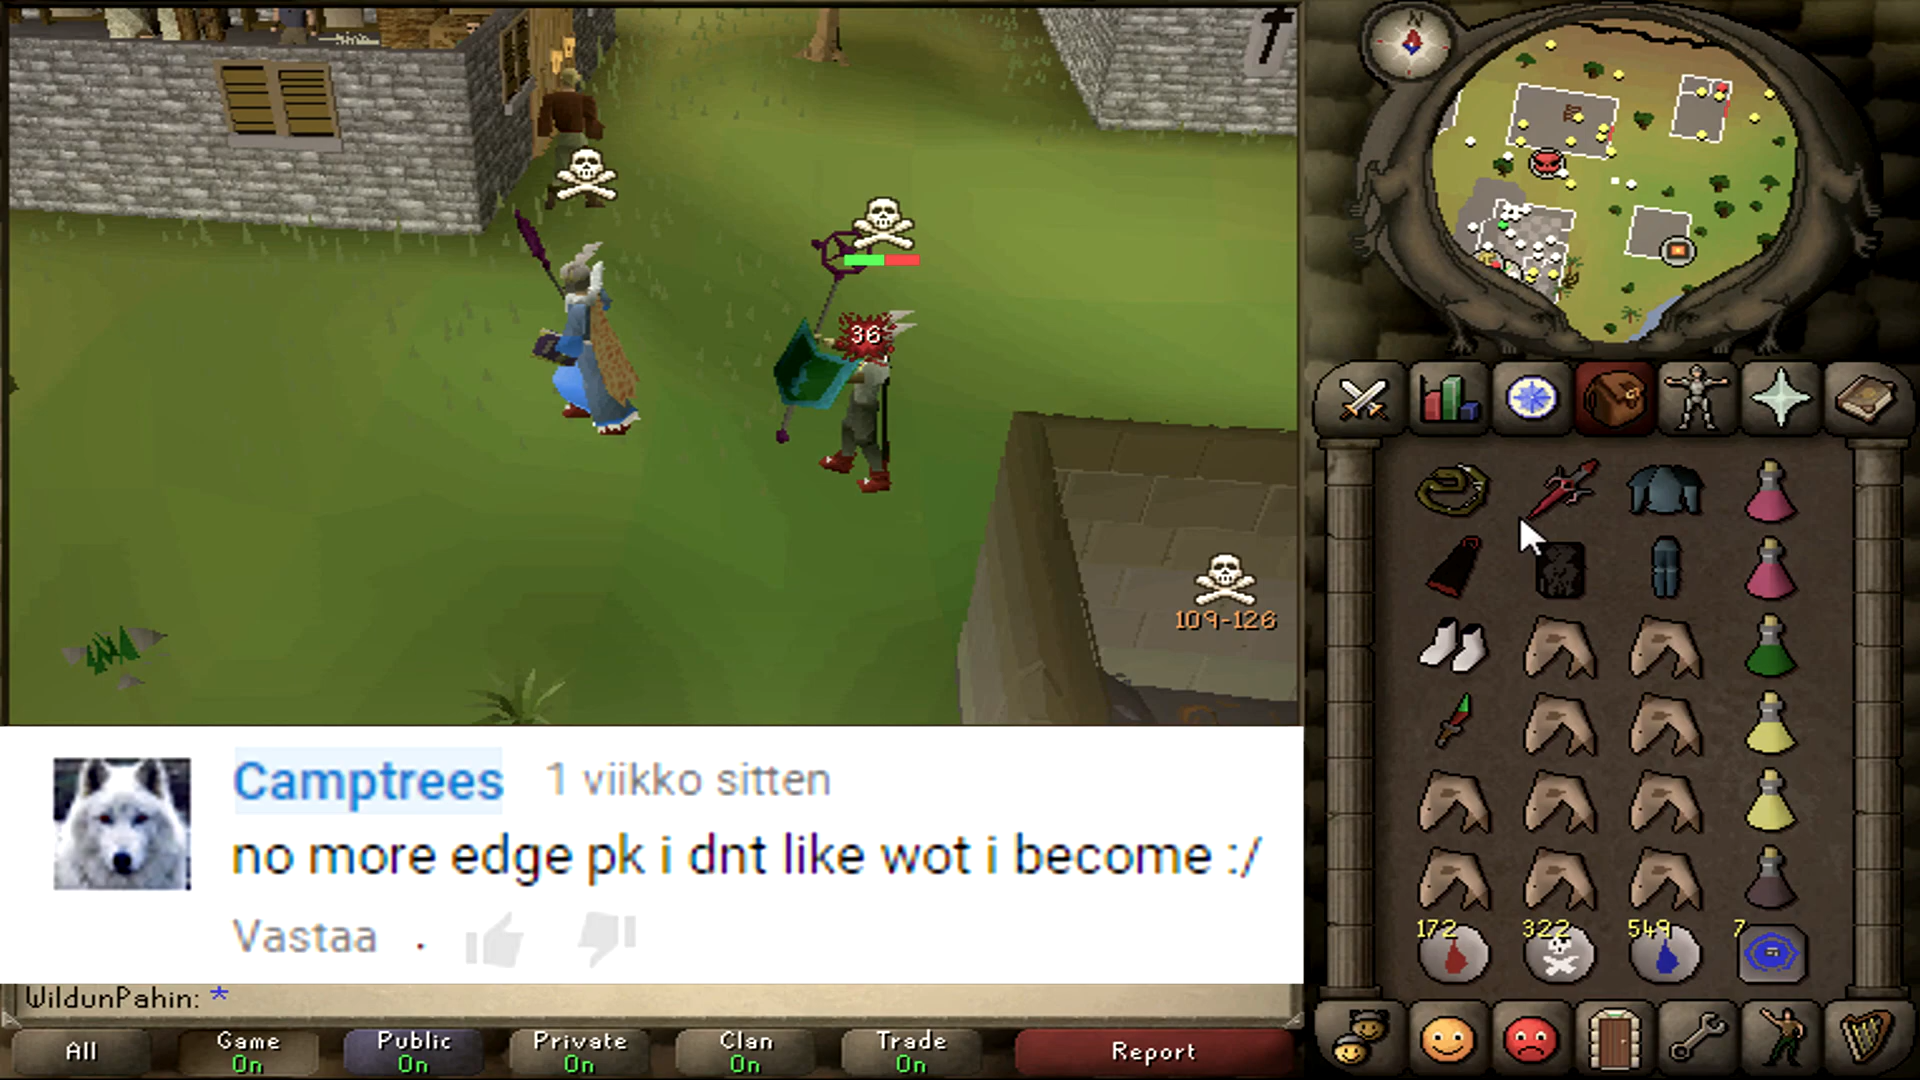 N
36
109-126
Camptrees 1 viikko sitten
no more edge pk i dnt like wot i become :/
Vastaa .
172 322 549 7
WildunPahin: *
All
Game
On
Public
On
Private
On
Clan
On
Trade
On
Report